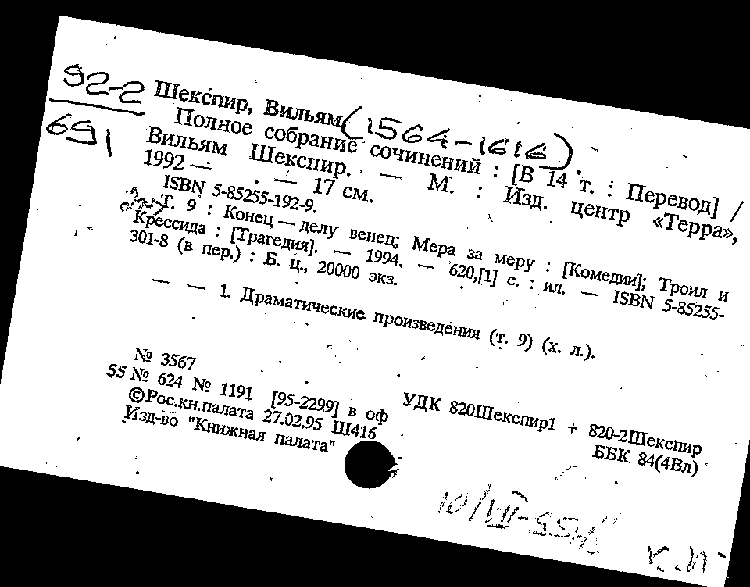 92-2
691
Шекспир, Вильям (1564-1616).
Полное собрание сочинений : [В 14 т. : Перевод] /
Вильям Шекспир. — М. : Изд. центр «Терра»,
1992 — . — 17 см.
ISBN 5-85255-192-9.
Т. 9 : Конец — делу венец; Мера за меру : [Комедии]; Троил и
Крессида : [Трагедия]. — 1994. — 620,[1] с. : ил. — ISBN 5-85255-
301-8 (в пер.) : Б. ц., 20000 экз.
— — 1. Драматические произведения (т. 9) (х. л.).
№ 3567
55 № 624 № 1191 [95-2299] в оф
УДК 820Шекспир1 + 820-2Шекспир
©Рос.кн.палата 27.02.95 Ш416
ББК 84(4Вл)
Изд-во "Книжная палата"